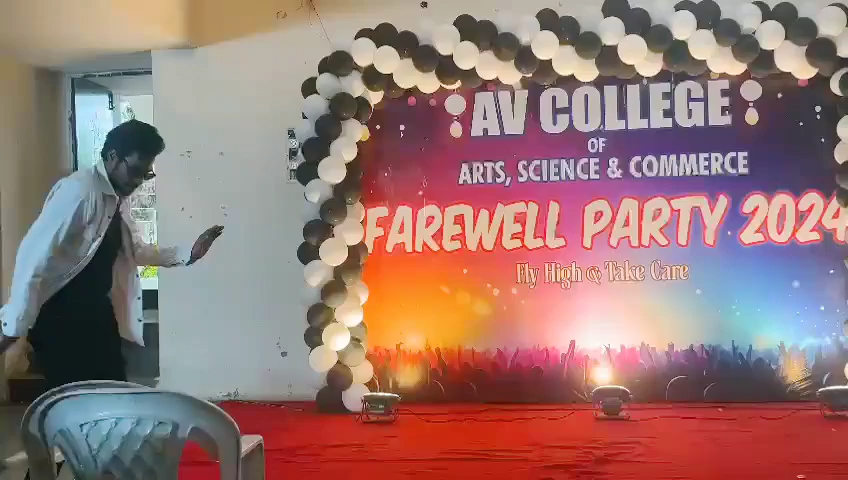 AV COLLEGE
OF
ARTS, SCIENCE & COMMERCE
FAREWELL PARTY 2024
Fly High & Take Care